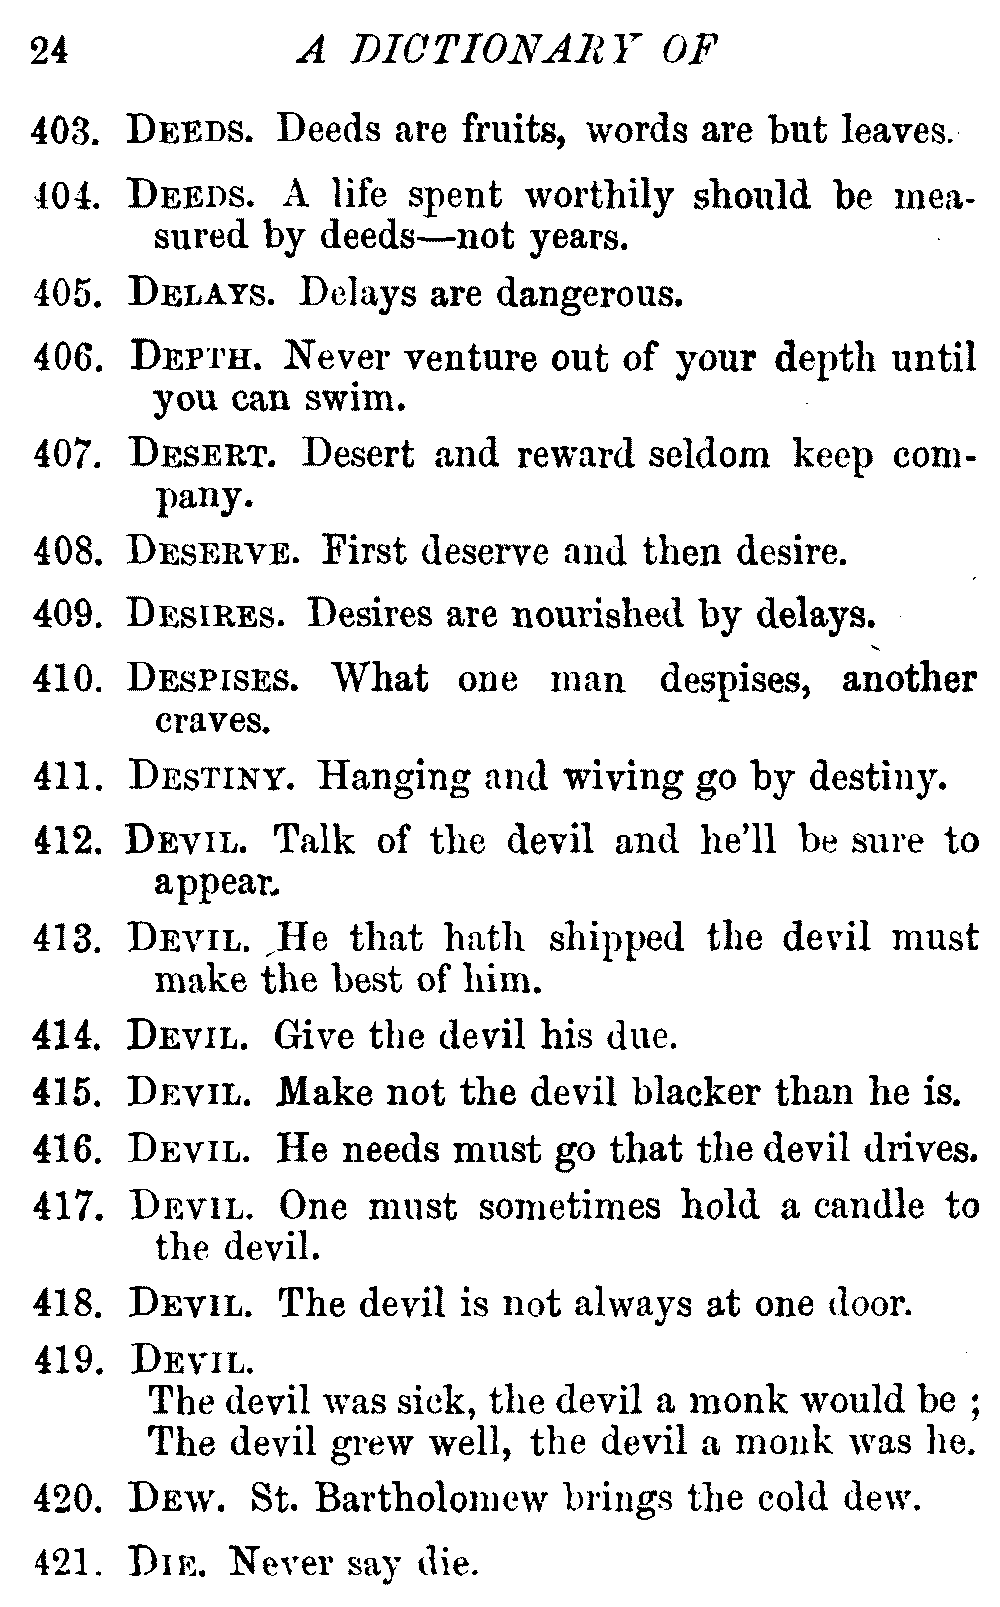 24 A DICTIONARY OF
403. DEEDS. Deeds are fruits, words are but leaves.
404. DEEDS. A life spent worthily should be mea-
sured by deeds—not years.
405. DELAYS. Delays are dangerous.
406. DEPTH. Never venture out of your depth until
you can swim.
407. DESERT. Desert and reward seldom keep com-
pany.
408. DESERVE. First deserve and then desire.
409. DESIRES. Desires are nourished by delays.
410. DESPISES. What one man despises, another
craves.
411. DESTINY. Hanging and wiving go by destiny.
412. DEVIL. Talk of the devil and he'll be sure to
appear.
413. DEVIL. He that hath shipped the devil must
make the best of him.
414. DEVIL. Give the devil his due.
415. DEVIL. Make not the devil blacker than he is.
416. DEVIL. He needs must go that the devil drives.
417. DEVIL. One must sometimes hold a candle to
the devil.
418. DEVIL. The devil is not always at one door.
419. DEVIL.
The devil was sick, the devil a monk would be ;
The devil grew well, the devil a monk was he.
420. DEW. St. Bartholomew brings the cold dew.
421. DIE. Never say die.